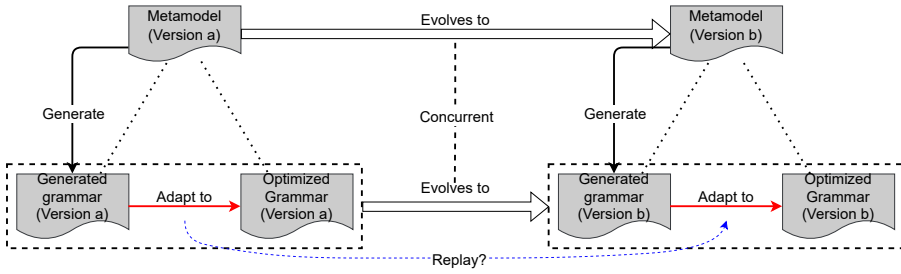 Metamodel
(Version a)
Evolves to
Metamodel
(Version b)
Generate
Concurrent
Generate
Generated
grammar
(Version a)
Adapt to
Optimized
Grammar
(Version a)
Evolves to
Generated
grammar
(Version b)
Adapt to
Optimized
Grammar
(Version b)
Replay?